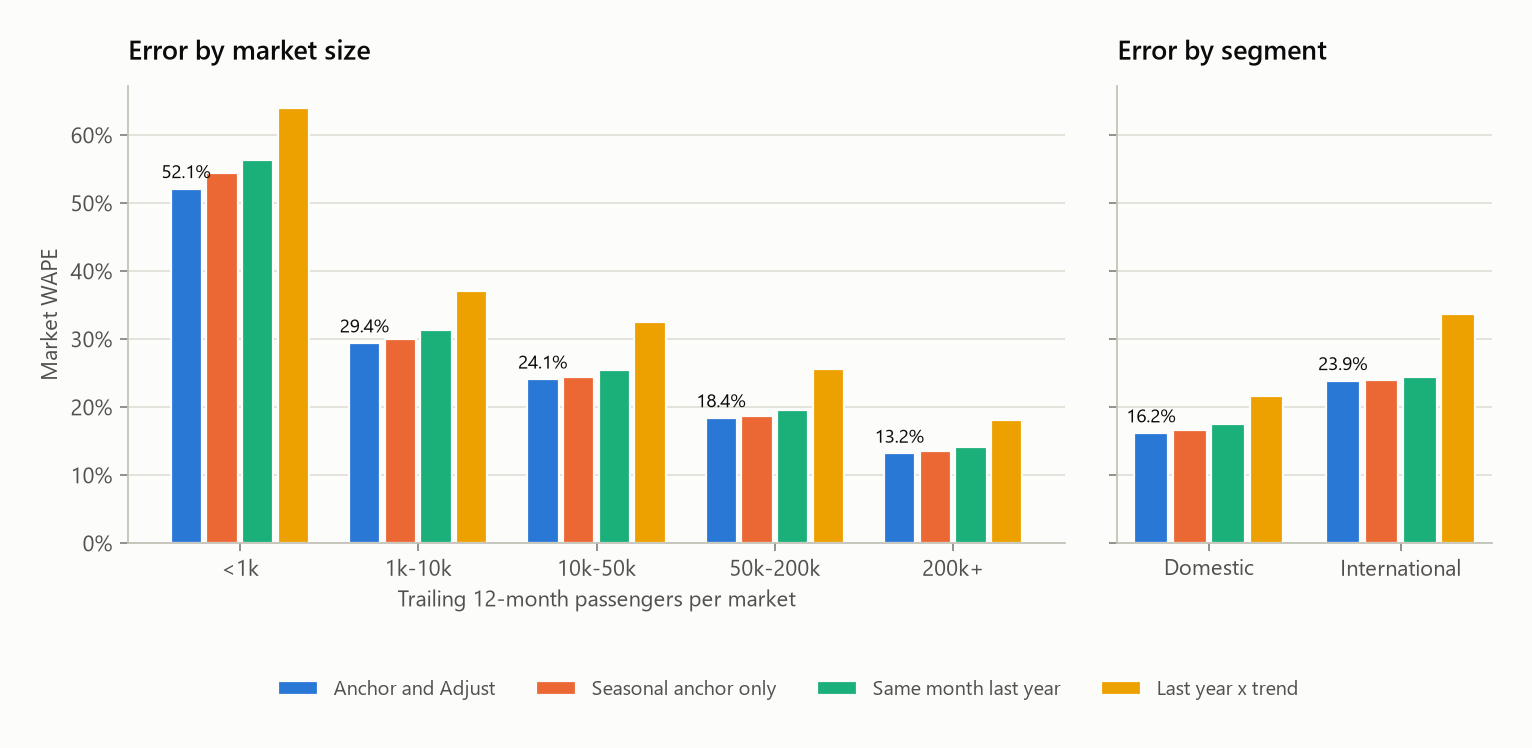 Error by market size
Error by segment
Market WAPE
60%
50%
40%
30%
20%
10%
0%
52.1%
29.4%
24.1%
18.4%
13.2%
16.2%
23.9%
<1k
1k-10k
10k-50k
50k-200k
200k+
Trailing 12-month passengers per market
Domestic
International
Anchor and Adjust
Seasonal anchor only
Same month last year
Last year x trend